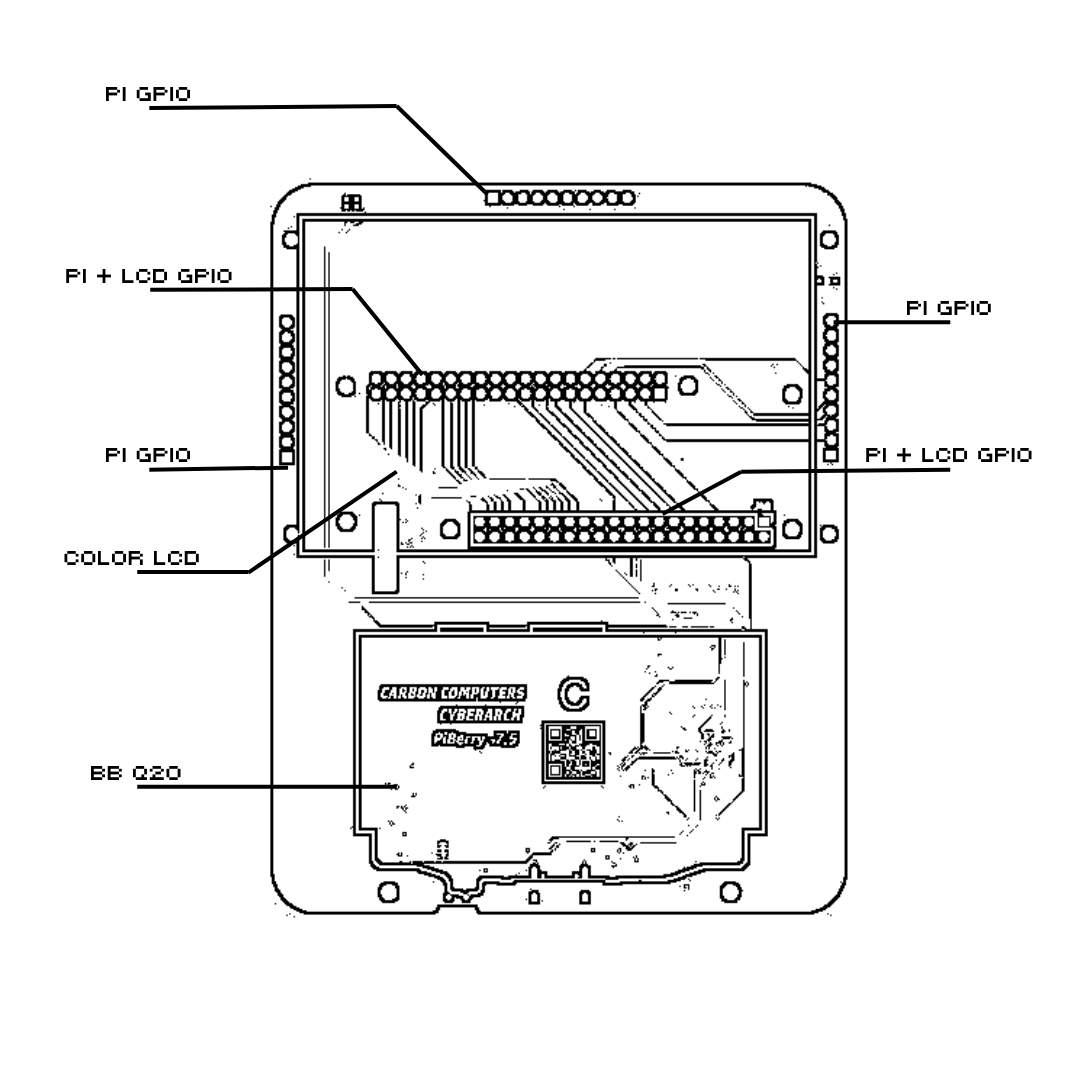 PI GPIO
PI + LCD GPIO
PI GPIO
PI GPIO
PI + LCD GPIO
COLOR LCD
CARBON COMPUTERS
C
CYBERARCH
PiBerry -7.5
BB Q20